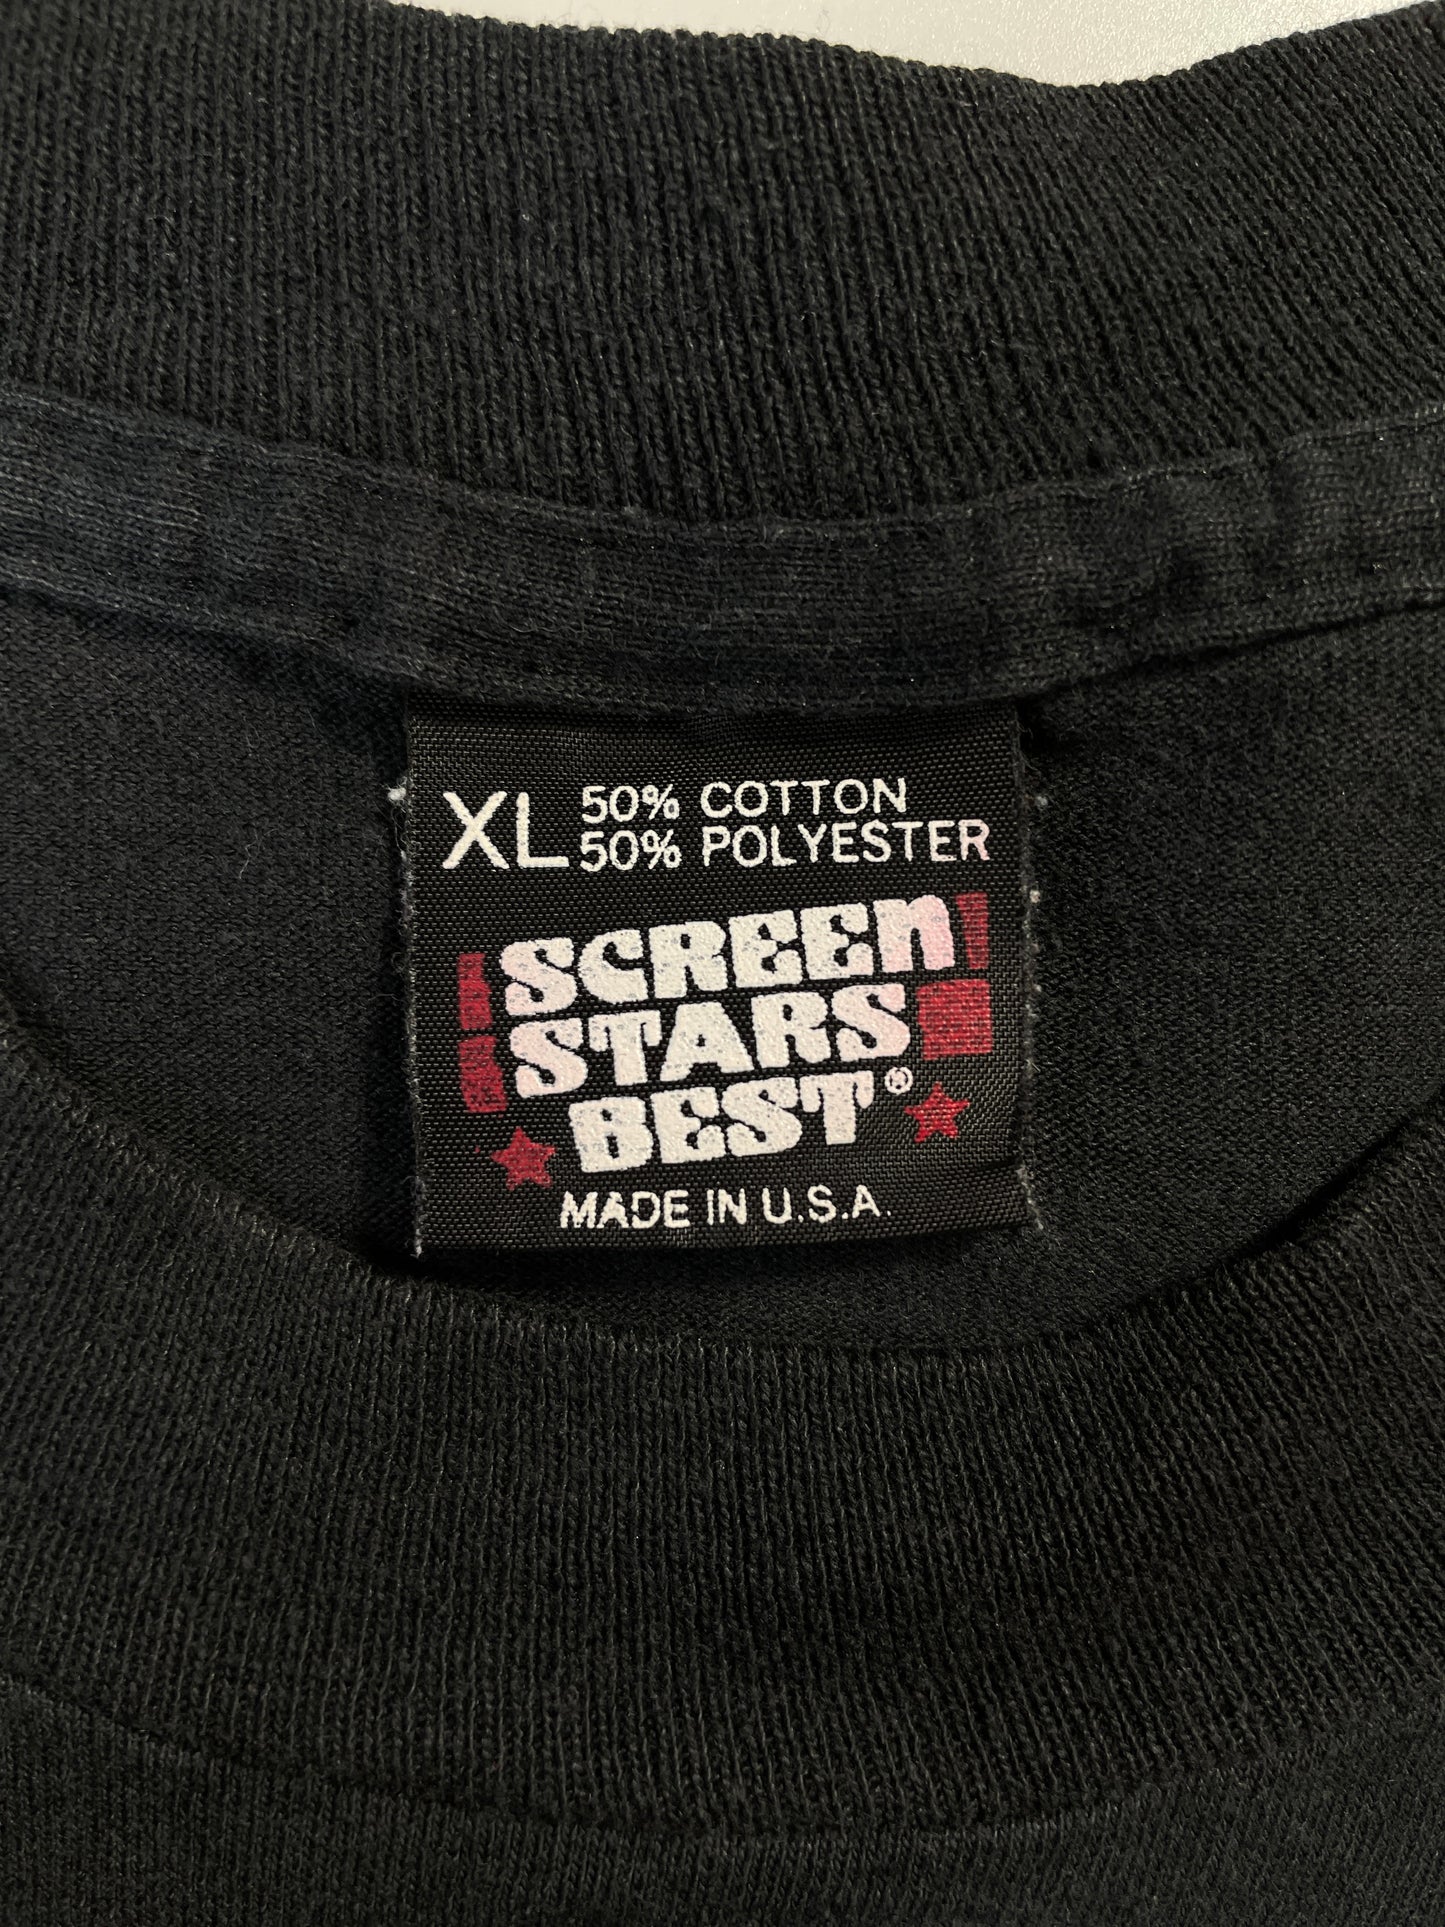 XL 50% COTTON
50% POLYESTER
SCREEN
STARS
BEST®
MADE IN U.S.A.